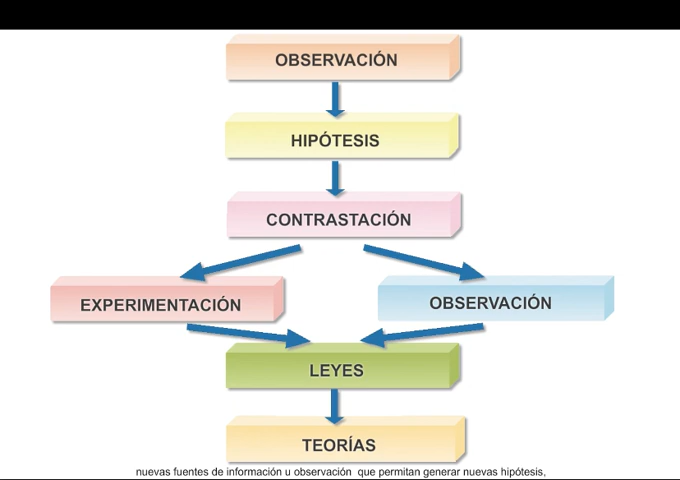 OBSERVACIÓN
HIPÓTESIS
CONTRASTACIÓN
EXPERIMENTACIÓN
OBSERVACIÓN
LEYES
TEORÍAS
nuevas fuentes de información u observación que permitan generar nuevas hipótesis,